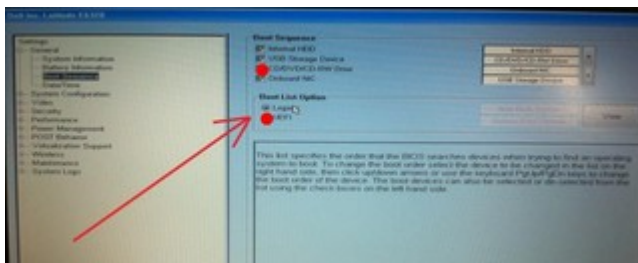 Dell Inc. Latitude E6320
Settings
General
System Information
Battery Information
Boot Sequence
Date/Time
System Configuration
Video
Security
Performance
Power Management
POST Behavior
Virtualization Support
Wireless
Maintenance
System Logs
Boot Sequence
Internal HDD
USB Storage Device
CD/DVD/CD-RW Drive
Onboard NIC
Internal HDD
CD/DVD/CD-RW Drive
Onboard NIC
USB Storage Device
Boot List Option
Legacy
UEFI
View
This list specifies the order that the BIOS searches devices when trying to find an operating
system to boot. To change the boot order select the device to be changed in the list on the
right hand side, then click up/down arrows or use the keyboard PgUp/PgDn keys to change
the boot order of the device. The boot devices can also be selected or de-selected from the
list using the check boxes on the left hand side.